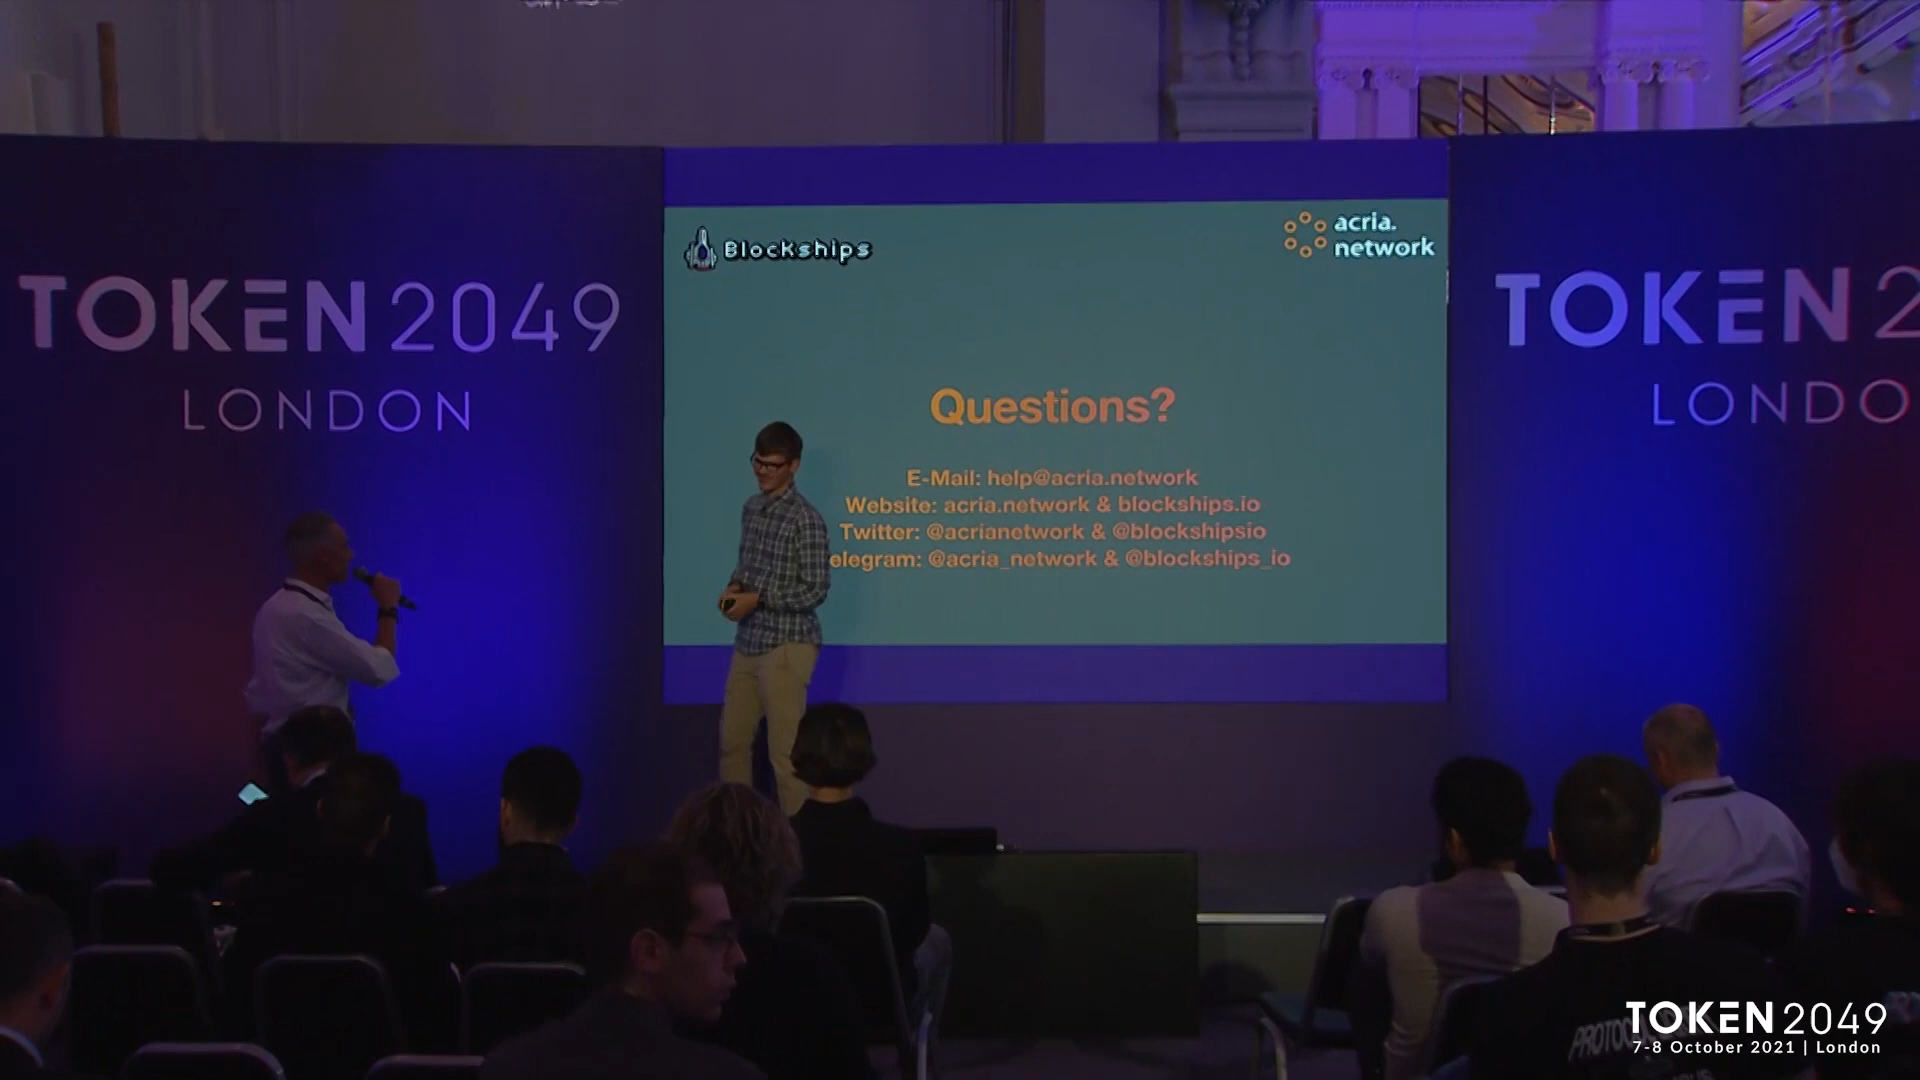 TOKEN2049
LONDON
Blockships
acria.
network
Questions?
E-Mail: help@acria.network
Website: acria.network & blockships.io
Twitter: @acrianetwork & @blockshipsio
elegram: @acria_network & @blockships_io
TOKEN2
LONDO
TOKEN2049
7-8 October 2021 | London